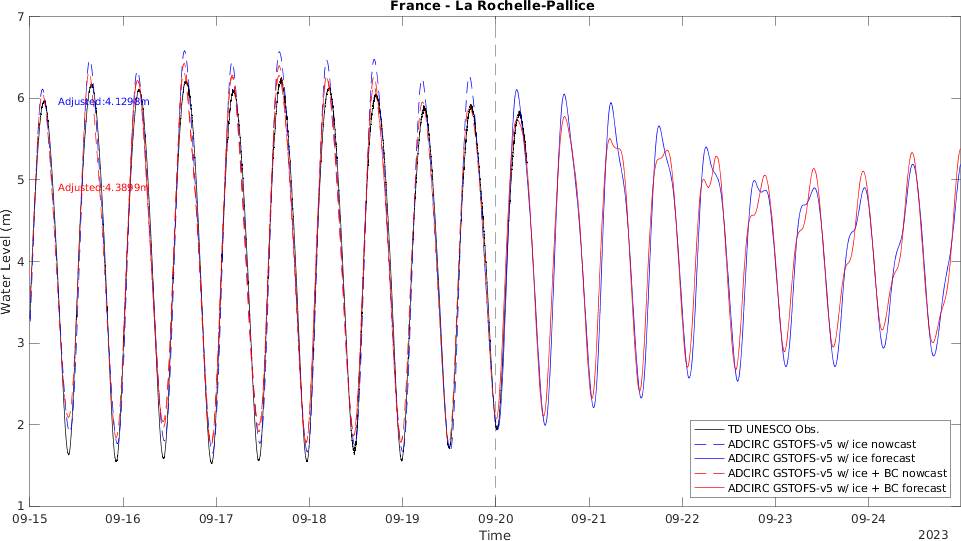 France - La Rochelle-Pallice
7
6
5
4
3
2
1
Water Level (m)
Adjusted:4.1298m
Adjusted:4.3899m
TD UNESCO Obs.
ADCIRC GSTOFS-v5 w/ ice nowcast
ADCIRC GSTOFS-v5 w/ ice forecast
ADCIRC GSTOFS-v5 w/ ice + BC nowcast
ADCIRC GSTOFS-v5 w/ ice + BC forecast
09-15 09-16 09-17 09-18 09-19 09-20 09-21 09-22 09-23 09-24
Time
2023